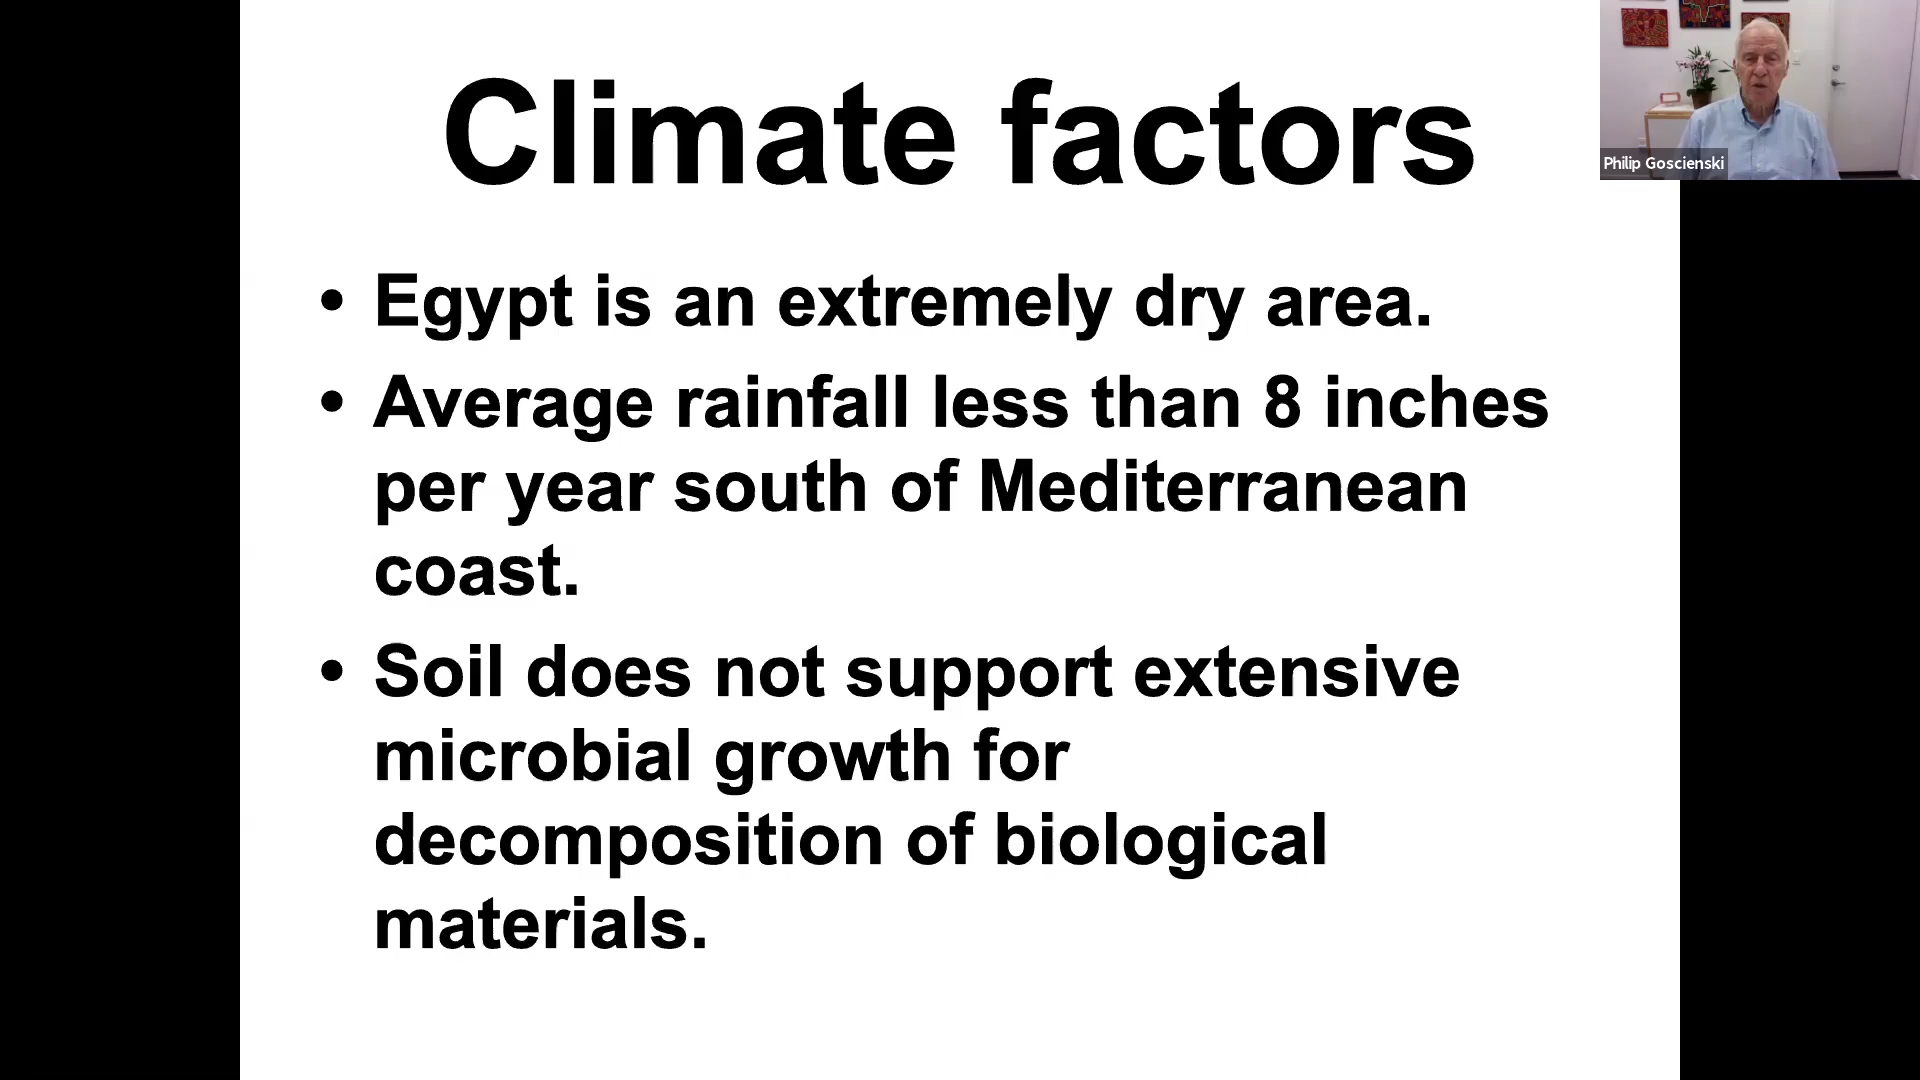 Climate factors
• Egypt is an extremely dry area.
• Average rainfall less than 8 inches
per year south of Mediterranean
coast.
• Soil does not support extensive
microbial growth for
decomposition of biological
materials.
Philip Goscienski